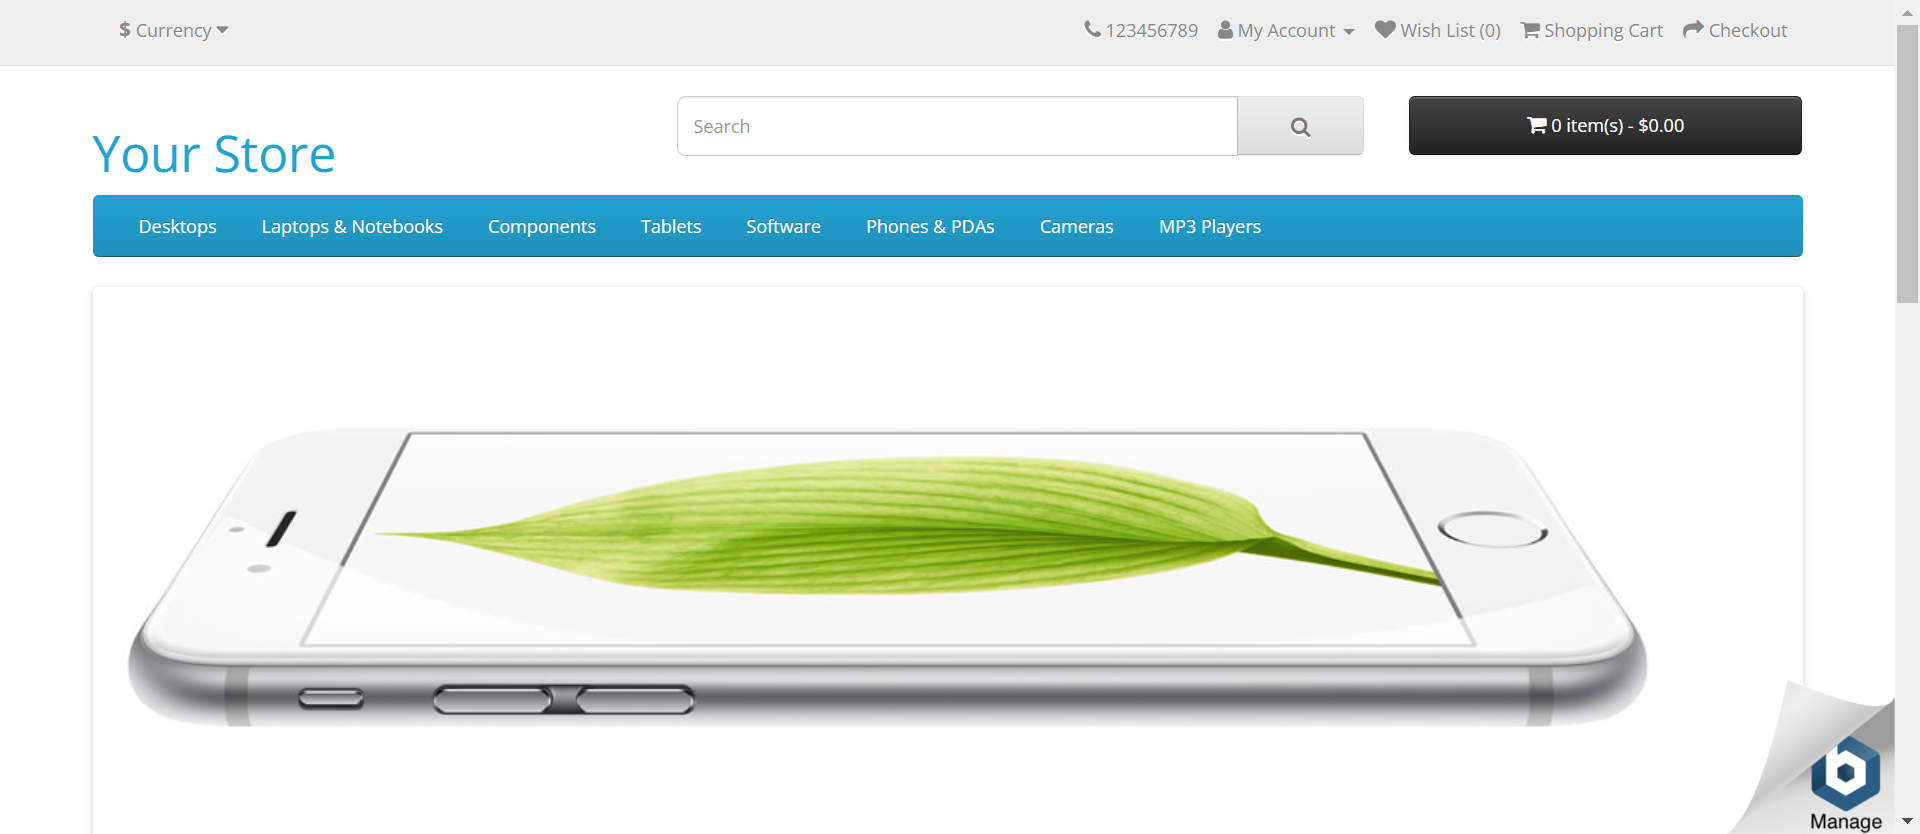 $ Currency
123456789 My Account Wish List (0) Shopping Cart Checkout
Your Store
Search
0 item(s) - $0.00
Desktops Laptops & Notebooks Components Tablets Software Phones & PDAs Cameras MP3 Players
b
Manage